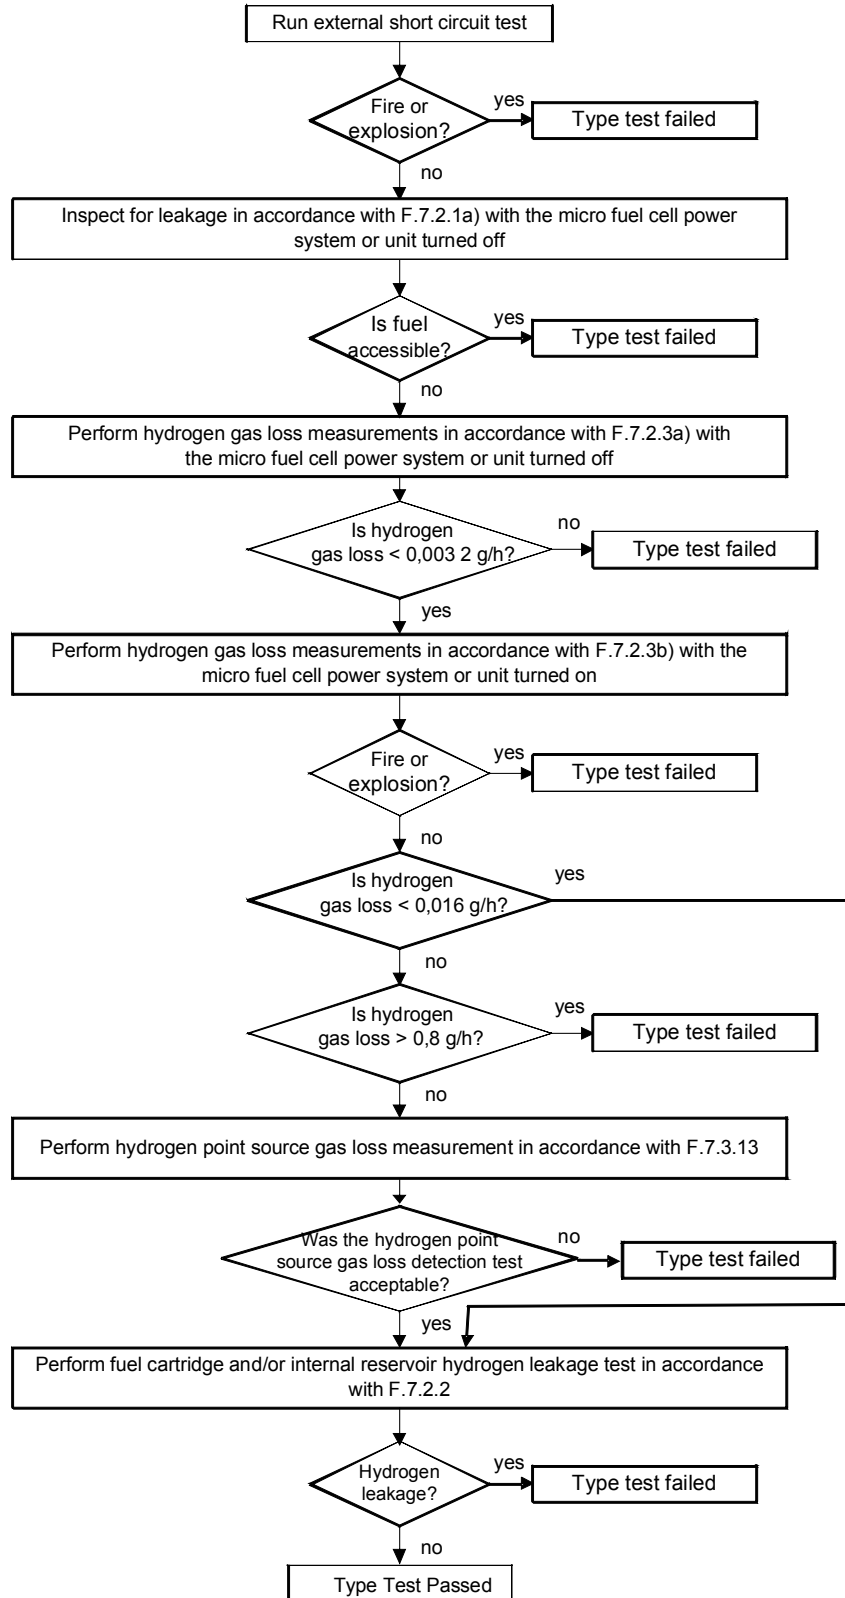 Run external short circuit test
Fire or
explosion?
yes
Type test failed
no
Inspect for leakage in accordance with F.7.2.1a) with the micro fuel cell power
system or unit turned off
Is fuel
accessible?
yes
Type test failed
no
Perform hydrogen gas loss measurements in accordance with F.7.2.3a) with
the micro fuel cell power system or unit turned off
Is hydrogen
gas loss < 0,003 2 g/h?
no
Type test failed
yes
Perform hydrogen gas loss measurements in accordance with F.7.2.3b) with the
micro fuel cell power system or unit turned on
Fire or
explosion?
yes
Type test failed
no
Is hydrogen
gas loss < 0,016 g/h?
yes
no
Is hydrogen
gas loss > 0,8 g/h?
yes
Type test failed
no
Perform hydrogen point source gas loss measurement in accordance with F.7.3.13
Was the hydrogen point
source gas loss detection test
acceptable?
no
Type test failed
yes
Perform fuel cartridge and/or internal reservoir hydrogen leakage test in accordance
with F.7.2.2
Hydrogen
leakage?
yes
Type test failed
no
Type Test Passed